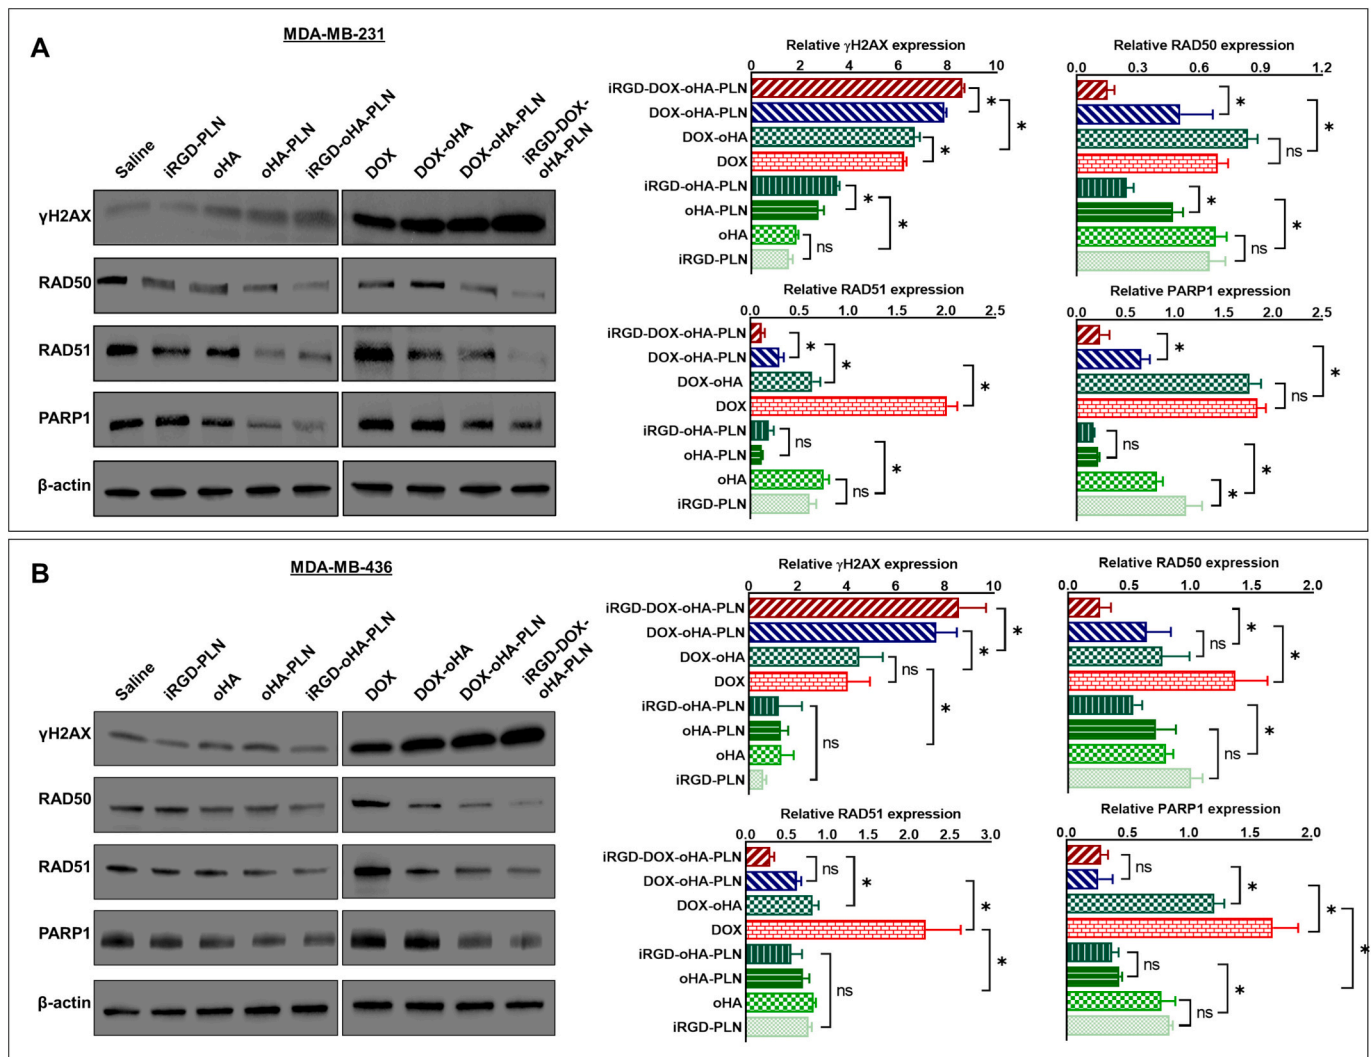 A
MDA-MB-231
Saline
iRGD-PLN
oHA
oHA-PLN
iRGD-oHA-PLN
DOX
DOX-oHA
DOX-oHA-PLN
iRGD-DOX-
oHA-PLN
γH2AX
RAD50
RAD51
PARP1
β-actin
Relative γH2AX expression
0 2 4 6 8 10
iRGD-DOX-oHA-PLN
DOX-oHA-PLN
DOX-oHA
DOX
iRGD-oHA-PLN
oHA-PLN
oHA
iRGD-PLN
* * * * * ns
Relative RAD50 expression
0.0 0.3 0.6 0.9 1.2
* * ns * * ns
Relative RAD51 expression
0.0 0.5 1.0 1.5 2.0 2.5
iRGD-DOX-oHA-PLN
DOX-oHA-PLN
DOX-oHA
DOX
iRGD-oHA-PLN
oHA-PLN
oHA
iRGD-PLN
* * * ns * ns
Relative PARP1 expression
0.0 0.5 1.0 1.5 2.0 2.5
* * ns ns * *
B
MDA-MB-436
Saline
iRGD-PLN
oHA
oHA-PLN
iRGD-oHA-PLN
DOX
DOX-oHA
DOX-oHA-PLN
iRGD-DOX-
oHA-PLN
γH2AX
RAD50
RAD51
PARP1
β-actin
Relative γH2AX expression
0 2 4 6 8 10
iRGD-DOX-oHA-PLN
DOX-oHA-PLN
DOX-oHA
DOX
iRGD-oHA-PLN
oHA-PLN
oHA
iRGD-PLN
* * ns * ns
Relative RAD50 expression
0.0 0.5 1.0 1.5 2.0
* ns * * ns
Relative RAD51 expression
0.0 0.5 1.0 1.5 2.0 2.5 3.0
iRGD-DOX-oHA-PLN
DOX-oHA-PLN
DOX-oHA
DOX
iRGD-oHA-PLN
oHA-PLN
oHA
iRGD-PLN
ns * * * ns
Relative PARP1 expression
0.0 0.5 1.0 1.5 2.0
ns * * * ns * ns